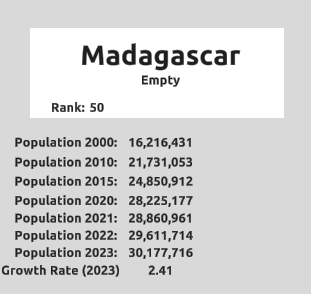 Madagascar
Empty
Rank: 50
Population 2000: 16,216,431
Population 2010: 21,731,053
Population 2015: 24,850,912
Population 2020: 28,225,177
Population 2021: 28,860,961
Population 2022: 29,611,714
Population 2023: 30,177,716
Growth Rate (2023) 2.41